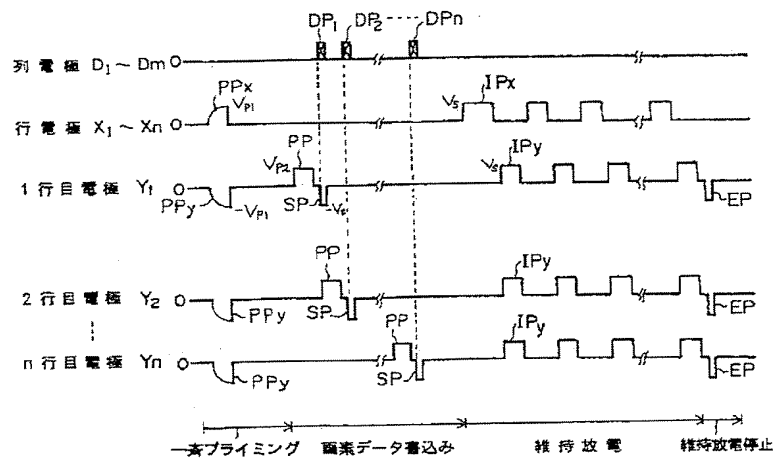 DP1 DP2 DPn
列電極 D1～Dm 0
PPx VP1 Vs IPx
行電極 X1～Xn 0
PP VP2 Vs IPy
1行目電極 Y1 0
PPy -VP1 SP EP
PP IPy
2行目電極 Y2 0
PPy SP EP
PP IPy
n行目電極 Yn 0
PPy SP EP
一斉プライミング 画素データ書込み 維持放電 維持放電停止